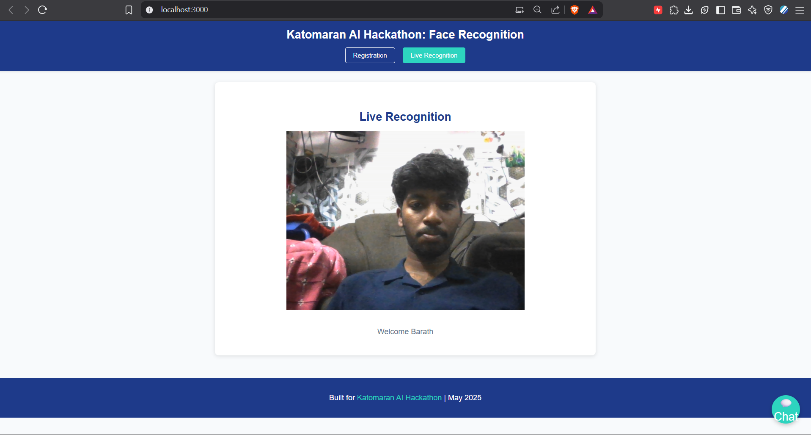 localhost:3000
Katomaran AI Hackathon: Face Recognition
Registration
Live Recognition
Live Recognition
Welcome Barath
Built for Katomaran AI Hackathon | May 2025
Chat